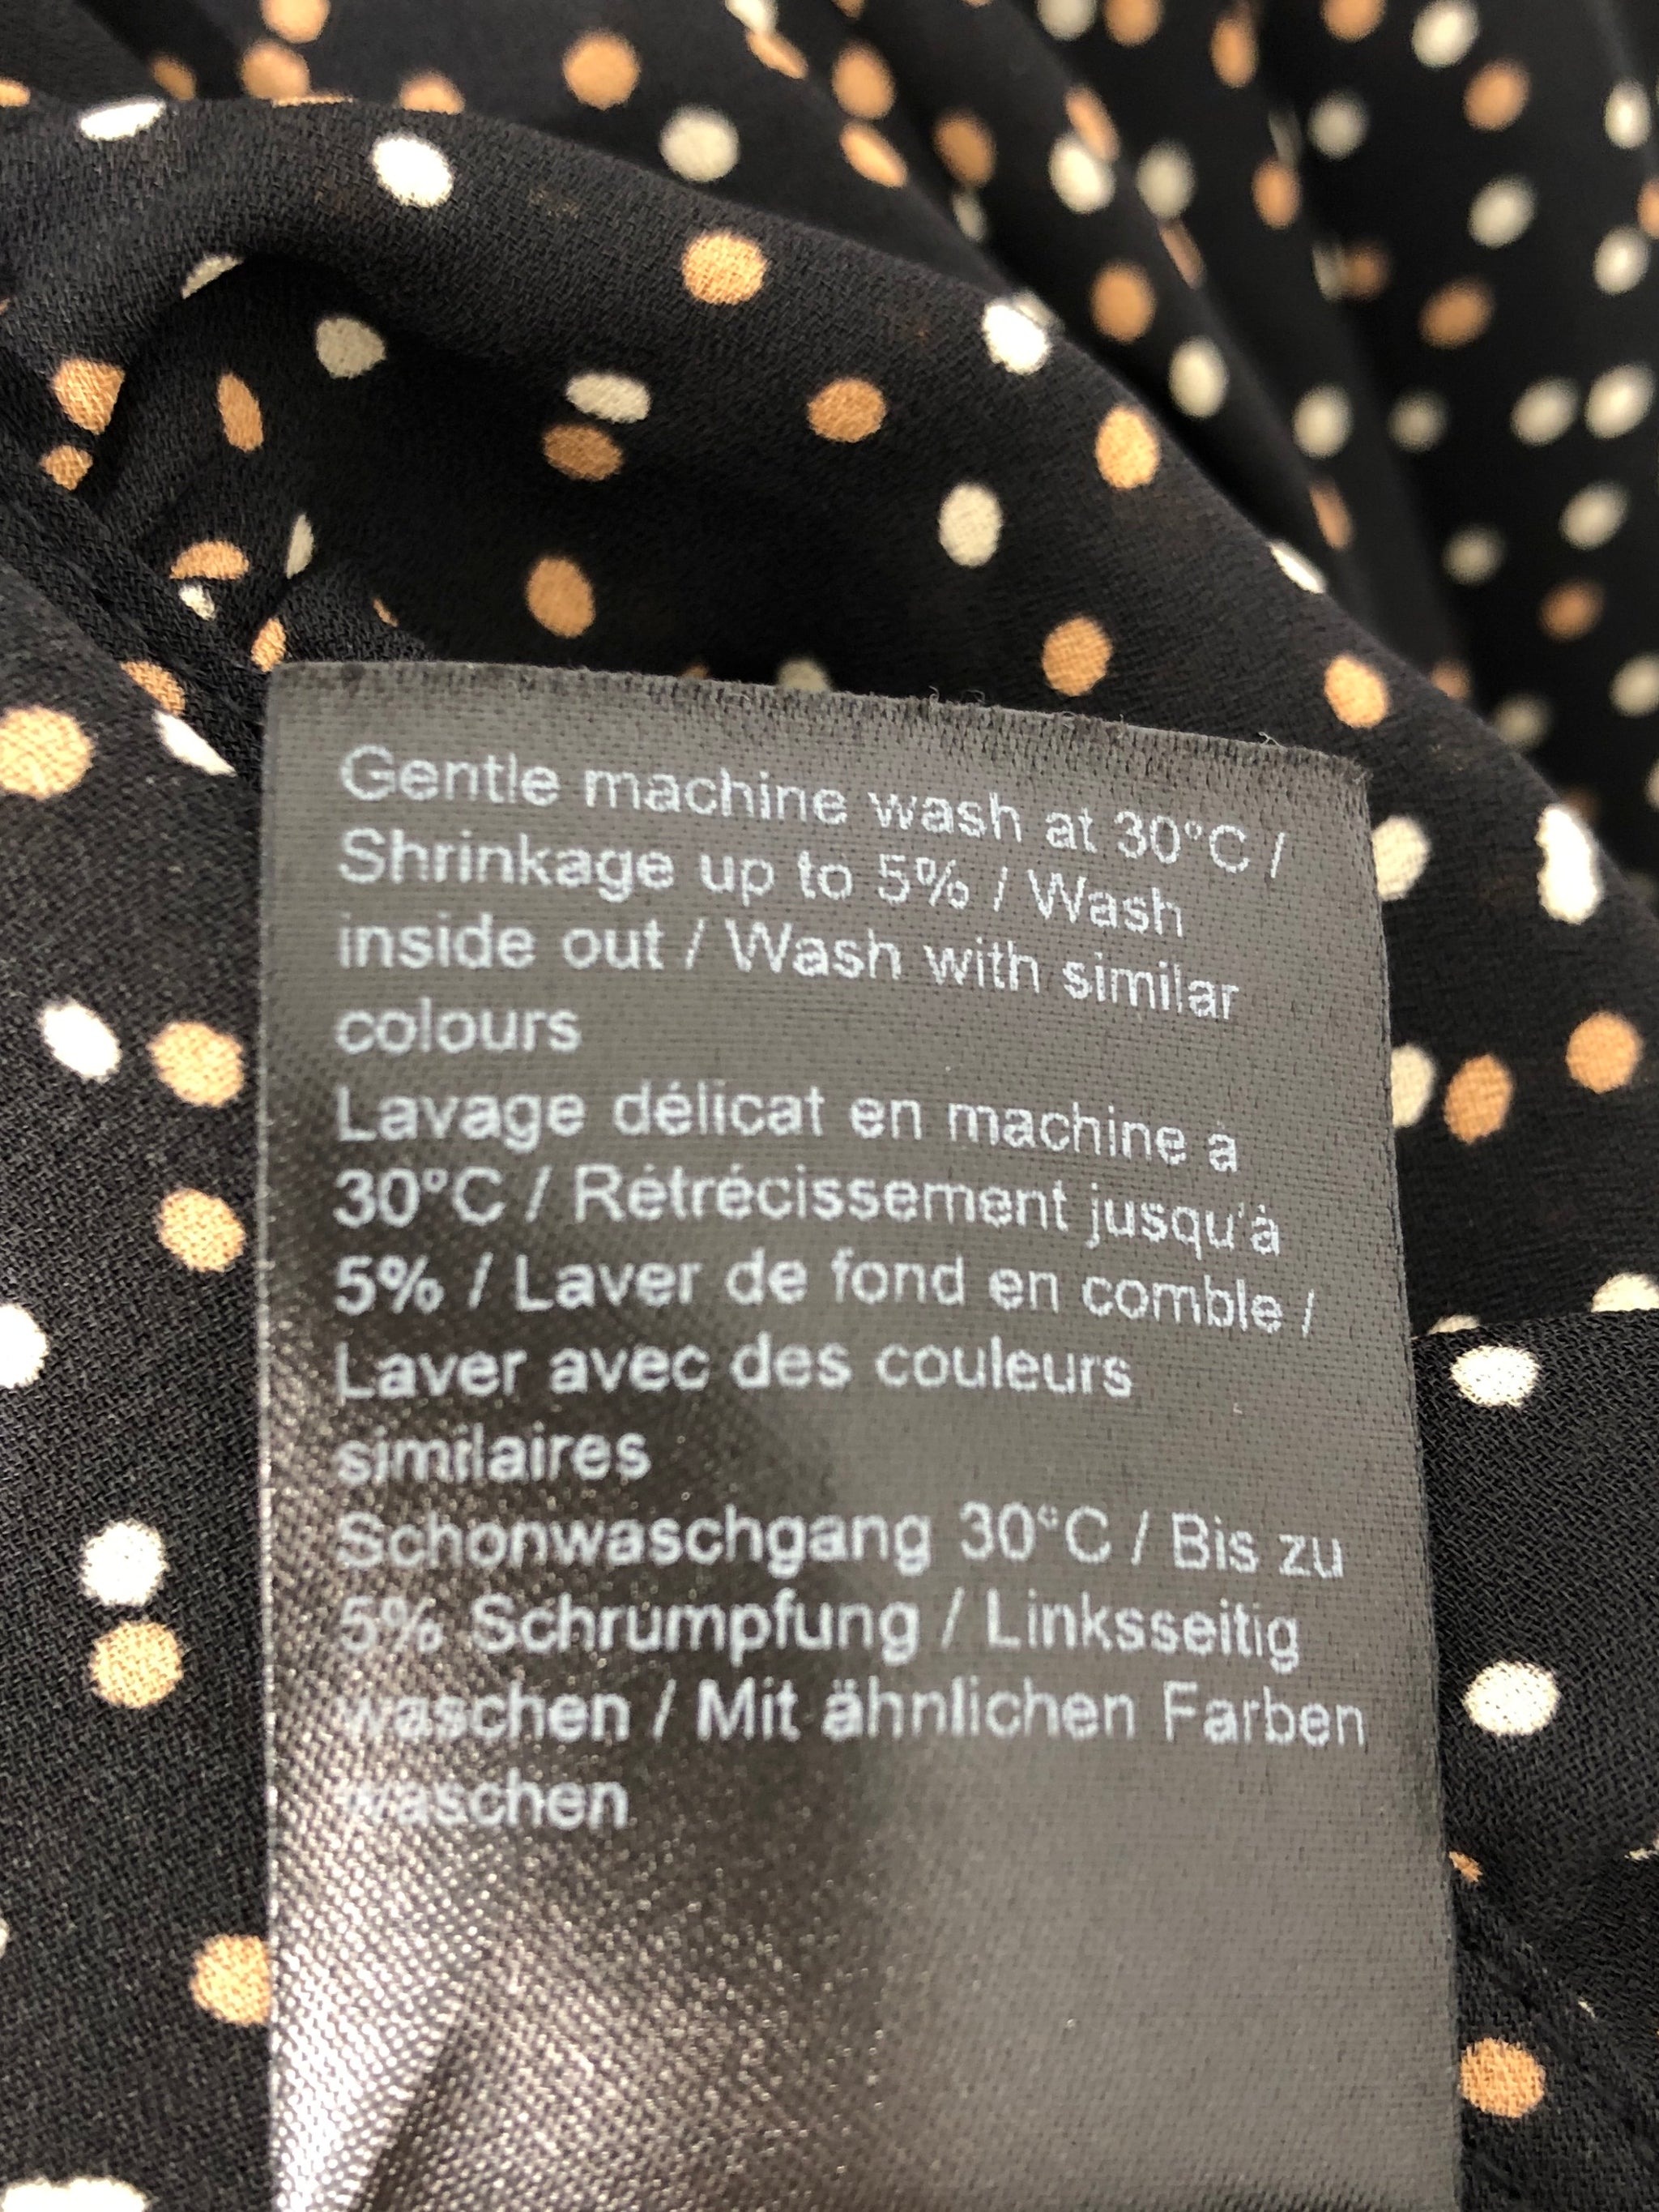 Gentle machine wash at 30°C /
Shrinkage up to 5% / Wash
inside out / Wash with similar
colours
Lavage délicat en machine à
30°C / Rétrécissement jusqu'à
5% / Laver de fond en comble /
Laver avec des couleurs
similaires
Schonwaschgang 30°C / Bis zu
5% Schrumpfung / Linksseitig
waschen / Mit ähnlichen Farben
waschen